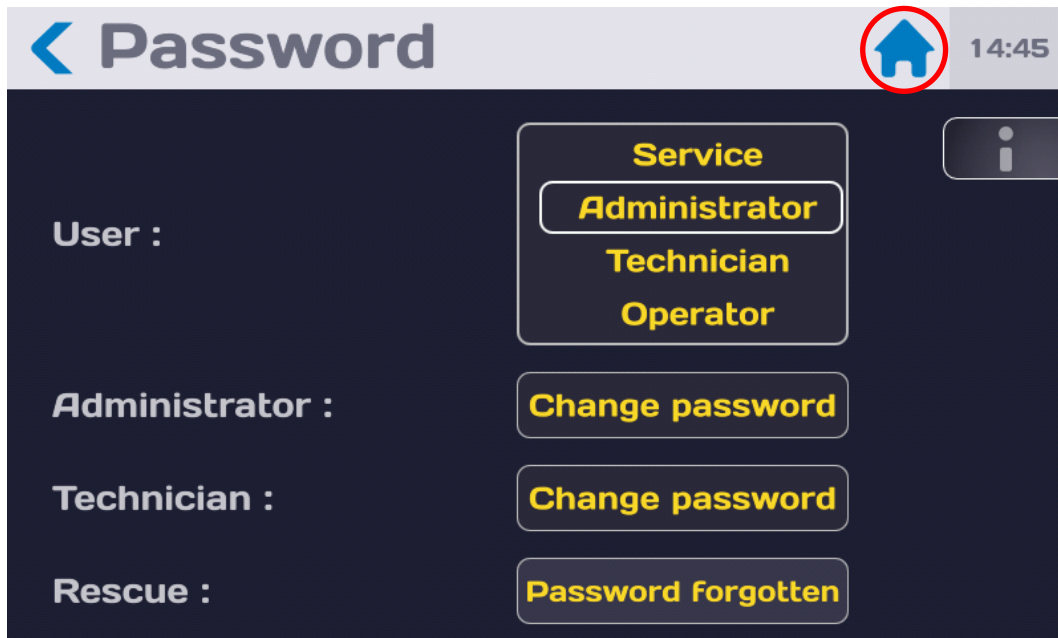 Password
14:45
Service
Administrator
User :
Technician
Operator
Administrator :
Change password
Technician :
Change password
Rescue :
Password forgotten